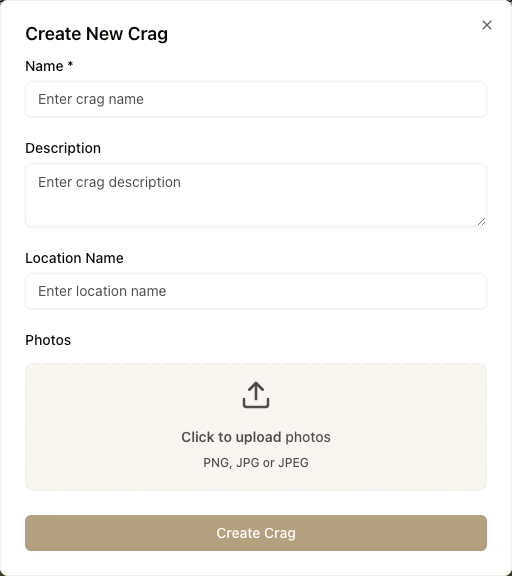 Create New Crag
Name *
Enter crag name
Description
Enter crag description
Location Name
Enter location name
Photos
Click to upload photos
PNG, JPG or JPEG
Create Crag